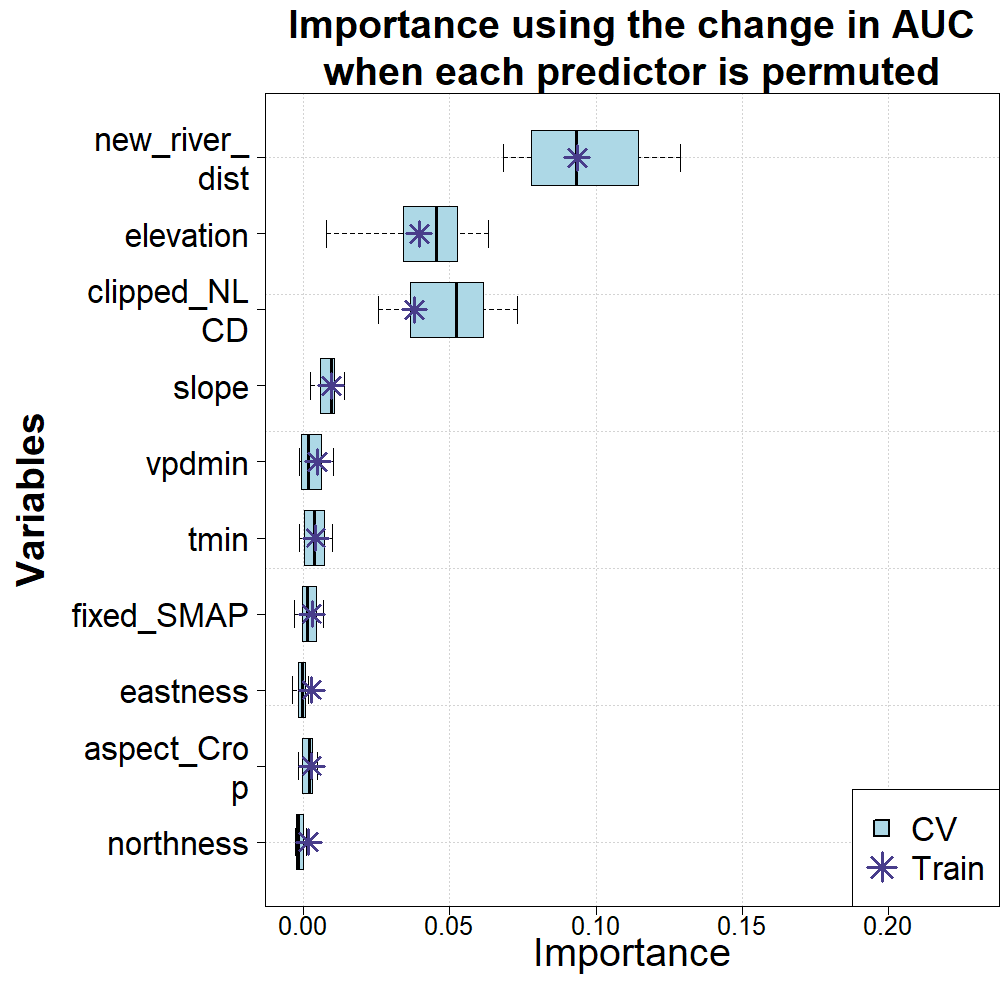 Importance using the change in AUC
when each predictor is permuted
new_river_
dist
elevation
clipped_NL
CD
slope
vpdmin
tmin
fixed_SMAP
eastness
aspect_Cro
p
northness
Variables
CV
Train
0.00 0.05 0.10 0.15 0.20
Importance